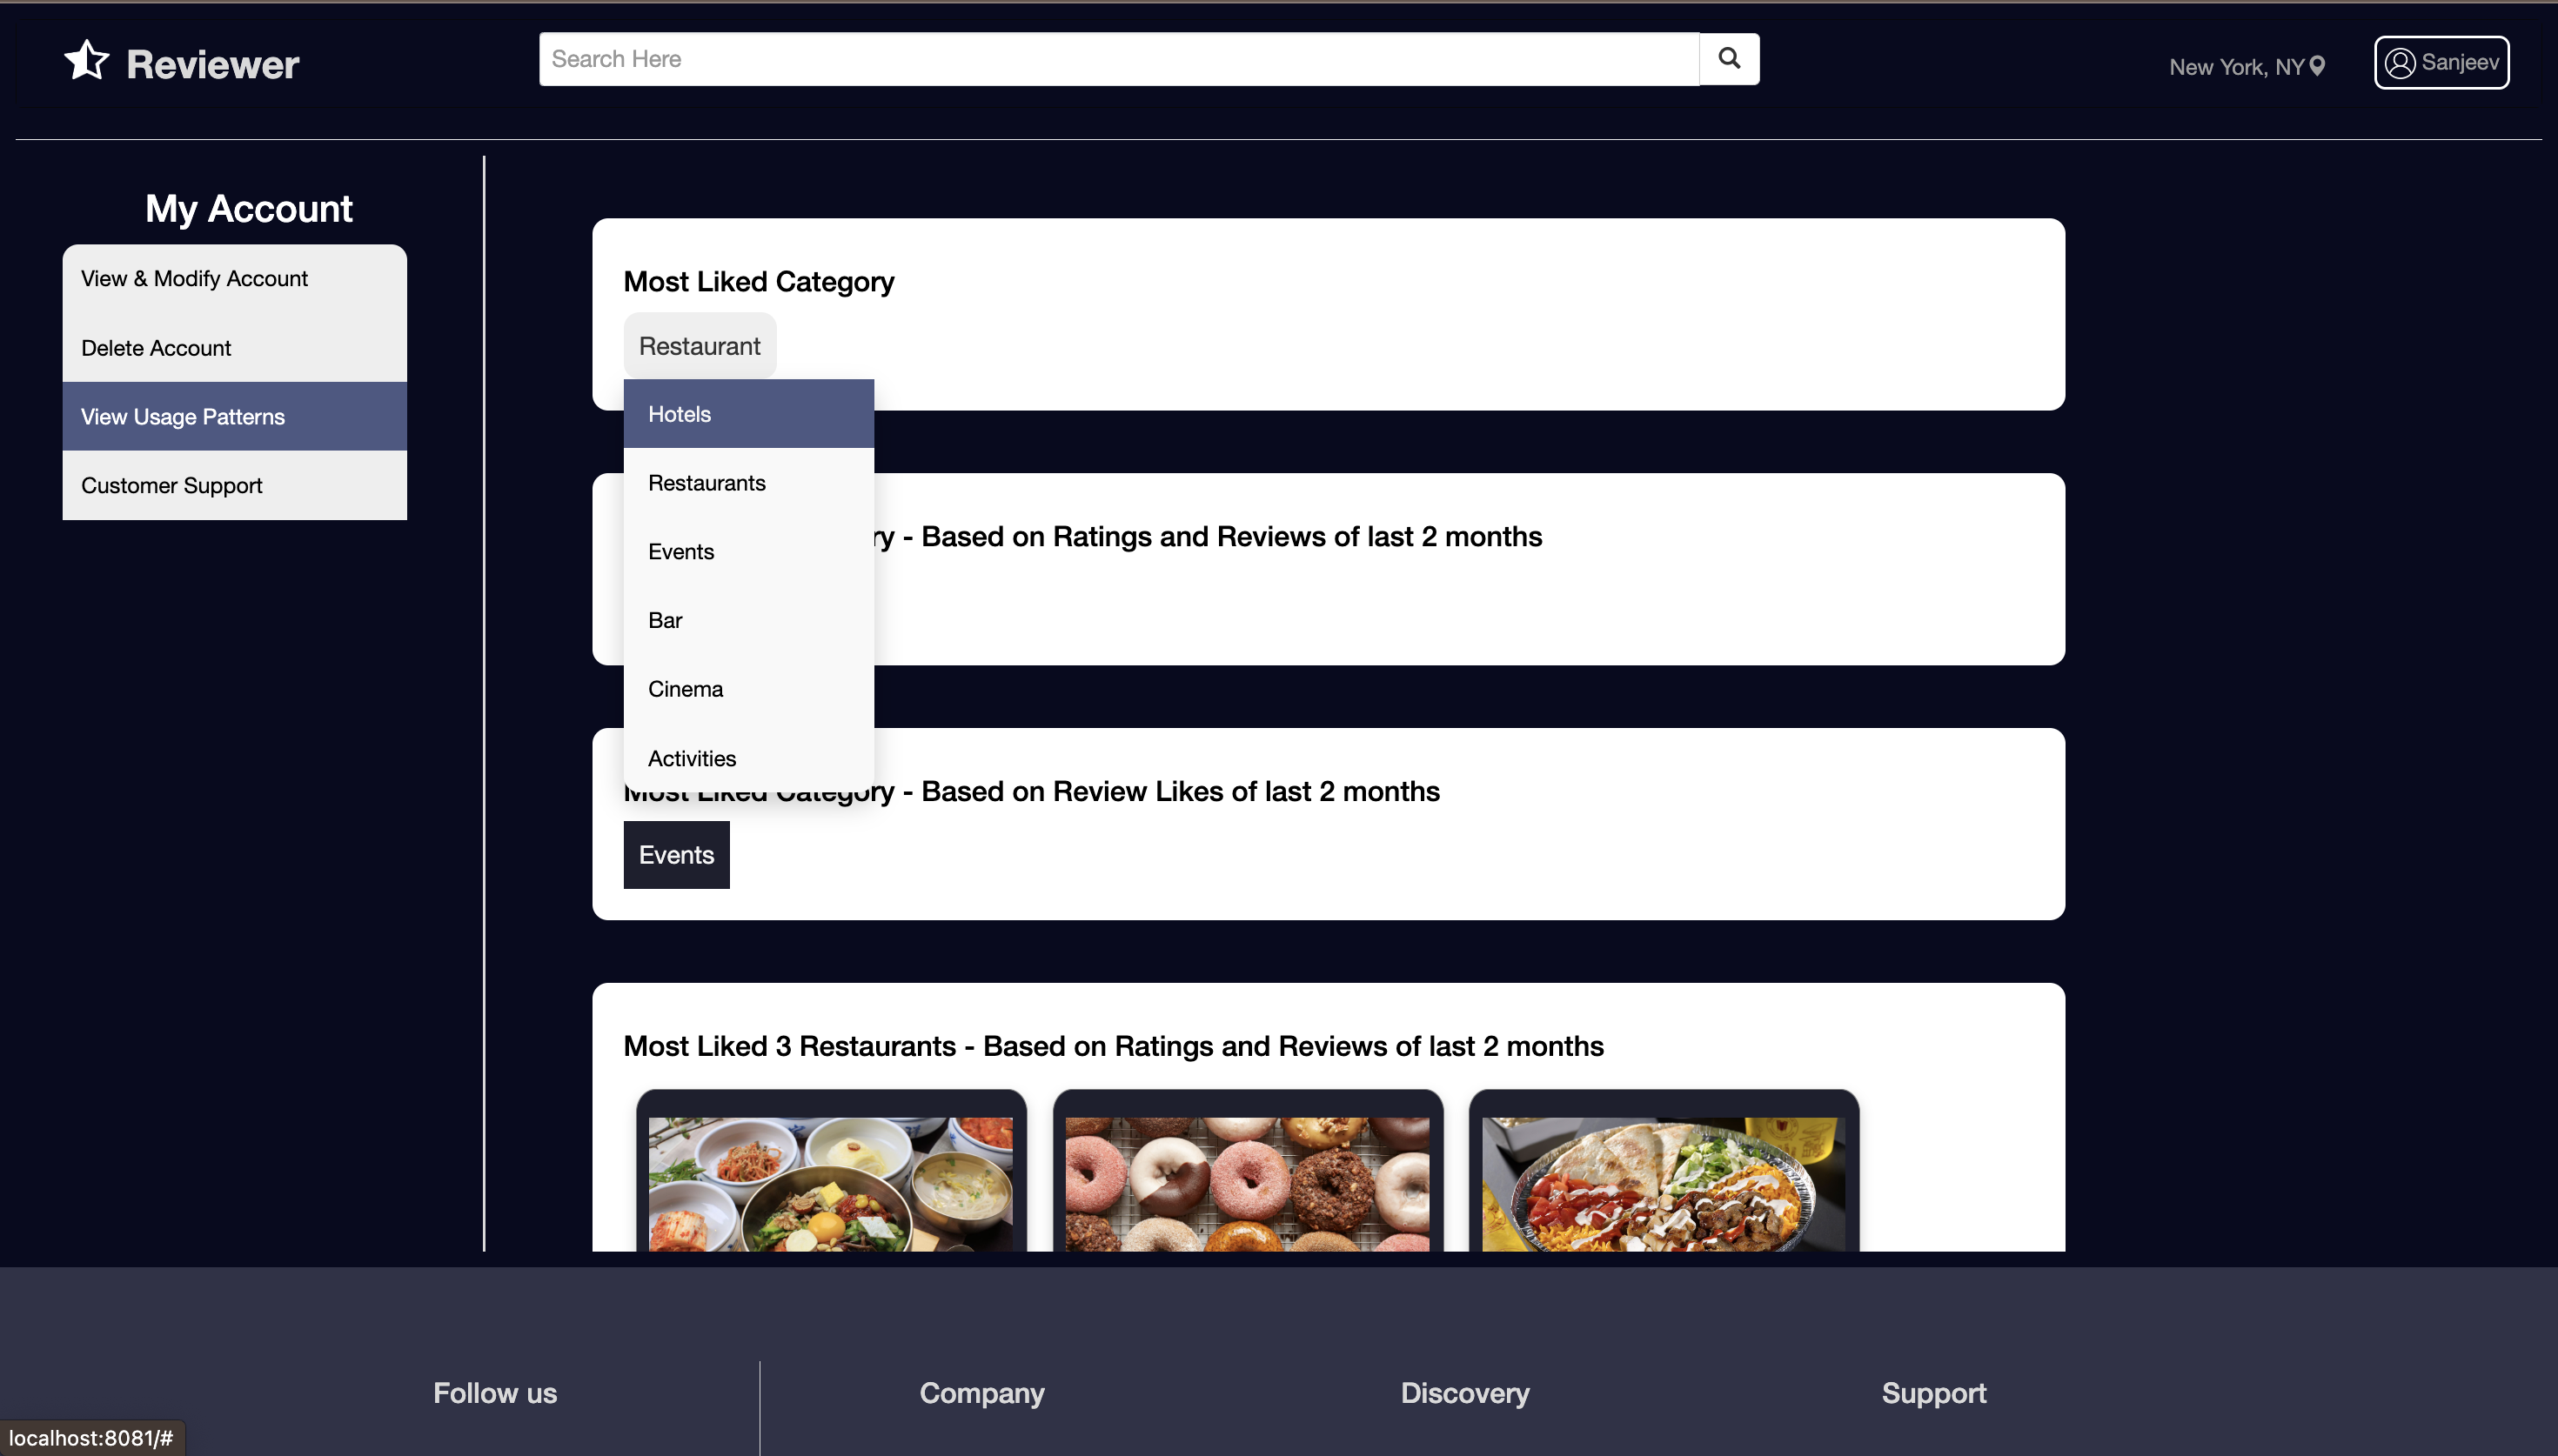 Reviewer
Search Here
New York, NY
Sanjeev
My Account
View & Modify Account
Delete Account
View Usage Patterns
Customer Support
Most Liked Category
Restaurant
Hotels
Restaurants
Events
Bar
Cinema
Activities
ry - Based on Ratings and Reviews of last 2 months
Most Liked Category - Based on Review Likes of last 2 months
Events
Most Liked 3 Restaurants - Based on Ratings and Reviews of last 2 months
Follow us
Company
Discovery
Support
localhost:8081/#